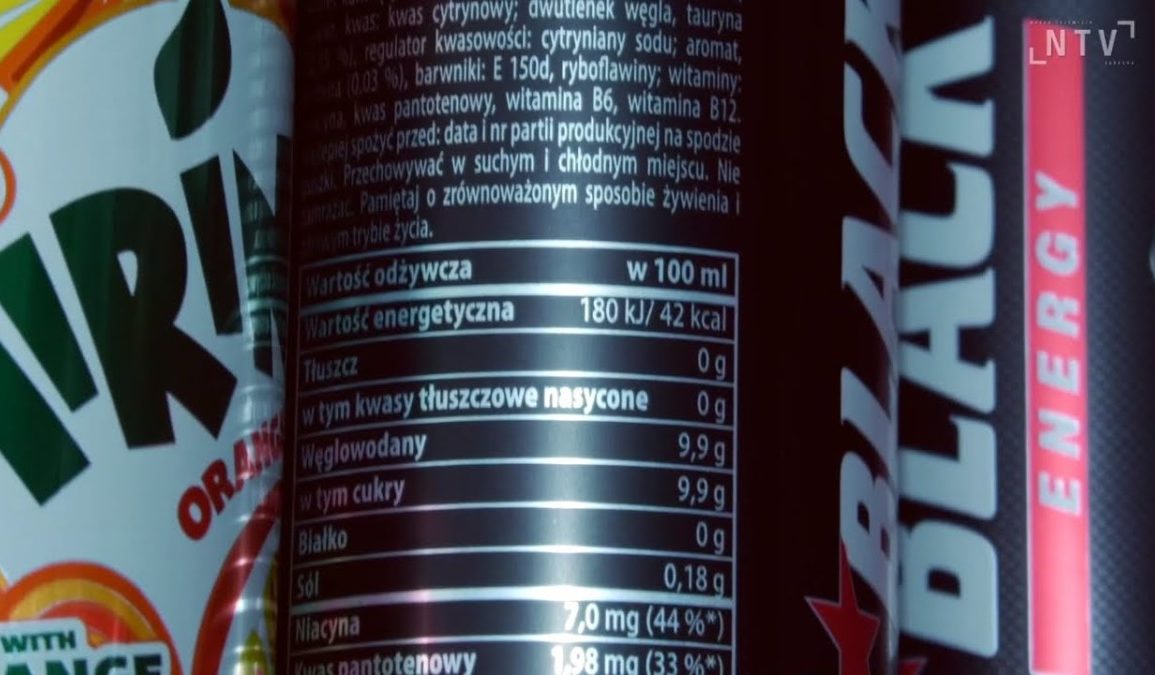 kwas: kwas cytrynowy; dwutlenek węgla, tauryna
regulator kwasowości: cytryniany sodu; aromat,
(0,03 %), barwniki: E 150d, ryboflawiny; witaminy:
kwas pantotenowy, witamina B6, witamina B12.
spożyć przed: data i nr partii produkcyjnej na spodzie
Przechowywać w suchym i chłodnym miejscu. Nie
Pamiętaj o zrównoważonym sposobie żywienia i
trybie życia.
Wartość odżywcza w 100 ml
Wartość energetyczna 180 kJ/ 42 kcal
Tłuszcz 0 g
w tym kwasy tłuszczowe nasycone 0 g
Węglowodany 9,9 g
w tym cukry 9,9 g
Białko 0 g
Sól 0,18 g
Niacyna 7,0 mg (44 %*)
Kwas pantotenowy 1,98 mg (33 %*)
BLACK
BLACK
ENERGY
NTV
WITH